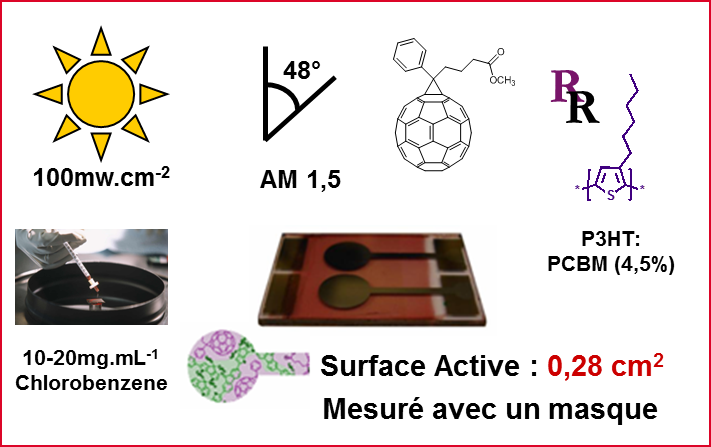 100mw.cm-2
48°
AM 1,5
O
OCH3
RR
*
S
n
*
P3HT:
PCBM (4,5%)
10-20mg.mL-1
Chlorobenzene
Surface Active : 0,28 cm2
Mesuré avec un masque